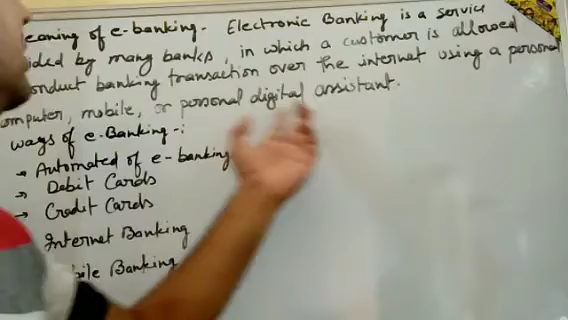 eaning of e-banking- Electronic Banking is a service
ided by many banks, in which a customer is allowed
onduct banking transaction over the internet using a personal
omputer, mobile, or personal digital assistant.
ways of e-Banking -:
→ Automated of e-banking
→ Debit Cards
→ Credit Cards
Internet Banking
bile Banking